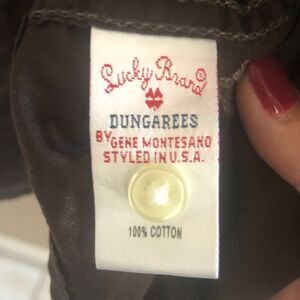 Lucky Brand
DUNGAREES
BY GENE MONTESANO
STYLED IN U.S.A.
100% COTTON